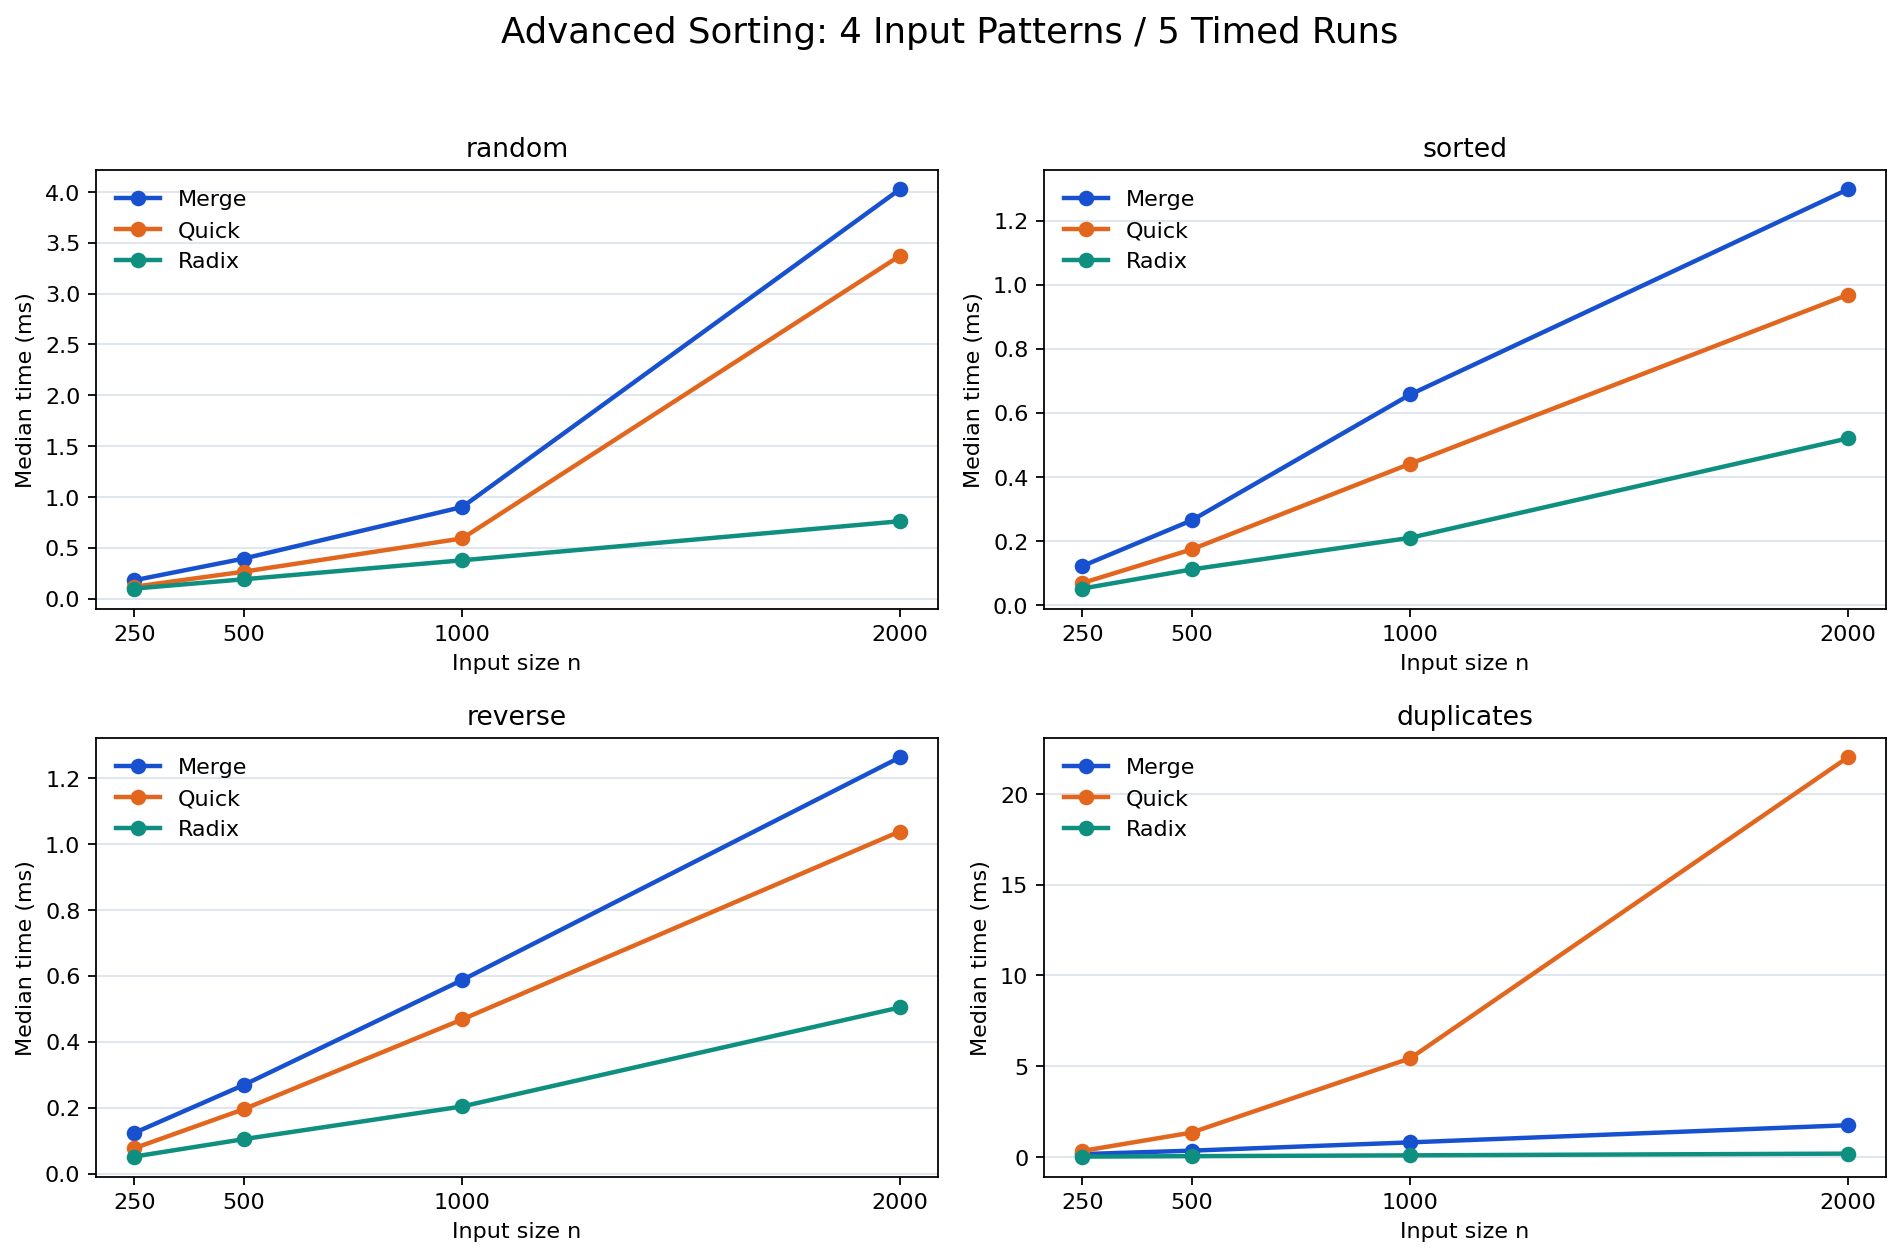 Advanced Sorting: 4 Input Patterns / 5 Timed Runs
random
Merge
Quick
Radix
4.0
3.5
3.0
2.5
2.0
1.5
1.0
0.5
0.0
Median time (ms)
250 500 1000 2000
Input size n
sorted
Merge
Quick
Radix
1.2
1.0
0.8
0.6
0.4
0.2
0.0
Median time (ms)
250 500 1000 2000
Input size n
reverse
Merge
Quick
Radix
1.2
1.0
0.8
0.6
0.4
0.2
0.0
Median time (ms)
250 500 1000 2000
Input size n
duplicates
Merge
Quick
Radix
20
15
10
5
0
Median time (ms)
250 500 1000 2000
Input size n